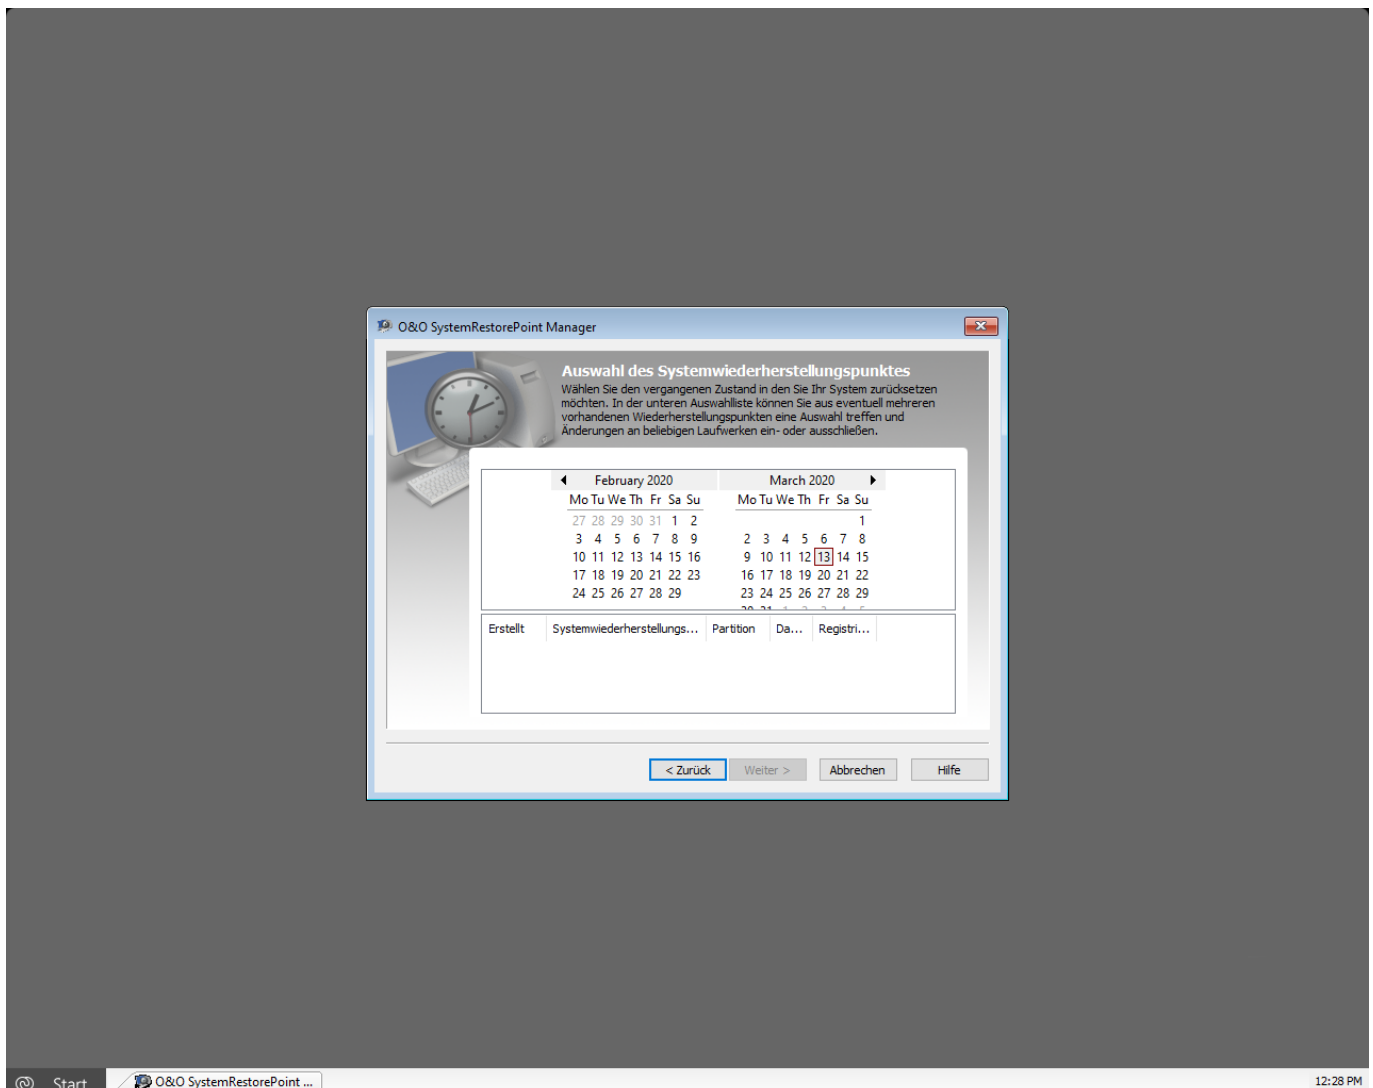 O&O SystemRestorePoint Manager
Auswahl des Systemwiederherstellungspunktes
Wählen Sie den vergangenen Zustand in den Sie Ihr System zurücksetzen
möchten. In der unteren Auswahlliste können Sie aus eventuell mehreren
vorhandenen Wiederherstellungspunkten eine Auswahl treffen und
Änderungen an beliebigen Laufwerken ein- oder ausschließen.
February 2020 March 2020
Mo Tu We Th Fr Sa Su Mo Tu We Th Fr Sa Su
27 28 29 30 31 1 2 1
3 4 5 6 7 8 9 2 3 4 5 6 7 8
10 11 12 13 14 15 16 9 10 11 12 13 14 15
17 18 19 20 21 22 23 16 17 18 19 20 21 22
24 25 26 27 28 29 23 24 25 26 27 28 29
30 31 1 2 3 4 5
Erstellt Systemwiederherstellungs... Partition Da... Registri...
< Zurück Weiter > Abbrechen Hilfe
Start O&O SystemRestorePoint ... 12:28 PM